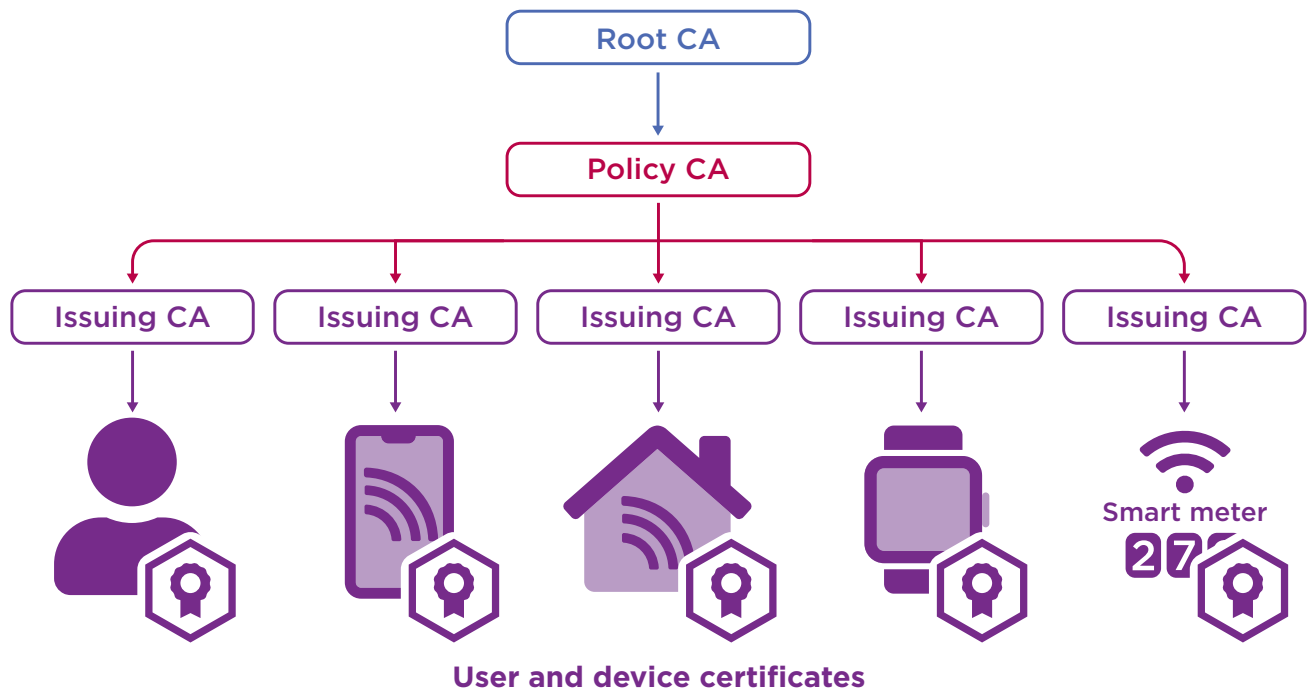 Root CA
Policy CA
Issuing CA
Issuing CA
Issuing CA
Issuing CA
Issuing CA
Smart meter
27
User and device certificates